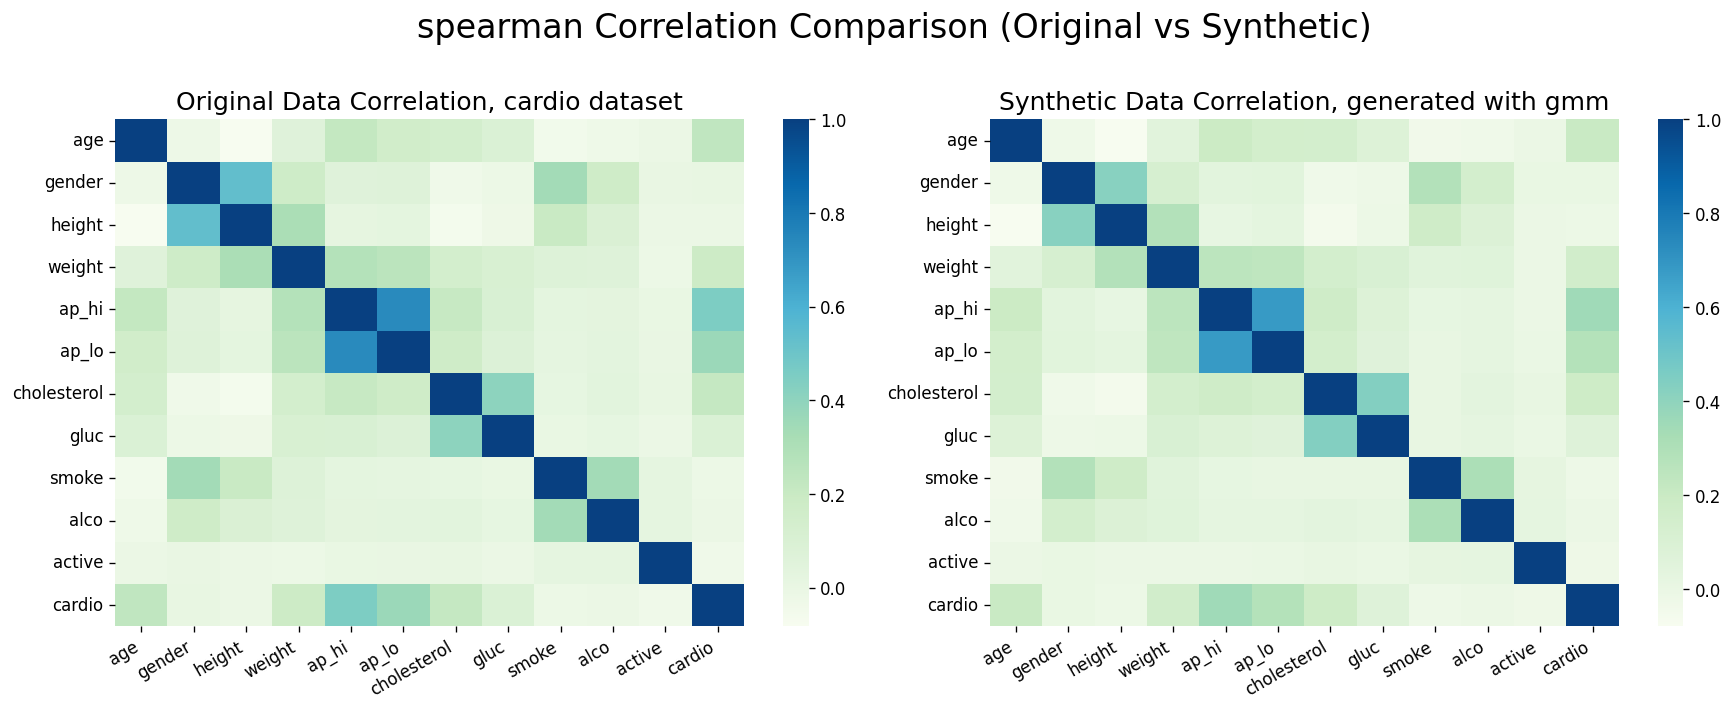 spearman Correlation Comparison (Original vs Synthetic)
Original Data Correlation, cardio dataset
age
gender
height
weight
ap_hi
ap_lo
cholesterol
gluc
smoke
alco
active
cardio
age
gender
height
weight
ap_hi
ap_lo
cholesterol
gluc
smoke
alco
active
cardio
1.0
0.8
0.6
0.4
0.2
0.0
Synthetic Data Correlation, generated with gmm
age
gender
height
weight
ap_hi
ap_lo
cholesterol
gluc
smoke
alco
active
cardio
age
gender
height
weight
ap_hi
ap_lo
cholesterol
gluc
smoke
alco
active
cardio
1.0
0.8
0.6
0.4
0.2
0.0